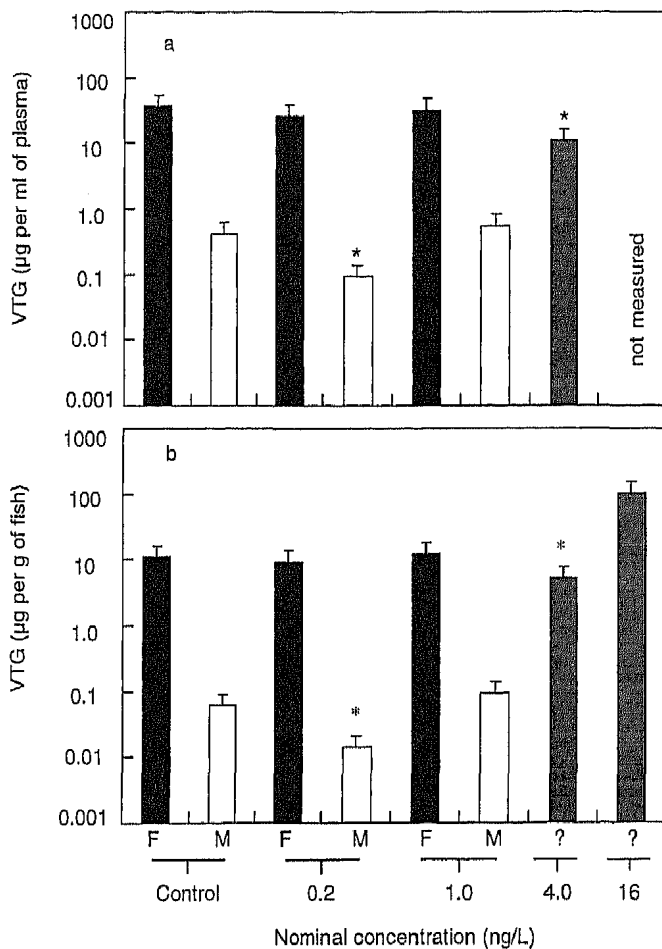 1000
a
100
10
1.0
0.1
0.01
0.001
VTG (µg per ml of plasma)
*
*
not measured
1000
b
100
10
1.0
0.1
0.01
0.001
VTG (µg per g of fish)
*
*
F M F M F M ? ?
Control 0.2 1.0 4.0 16
Nominal concentration (ng/L)